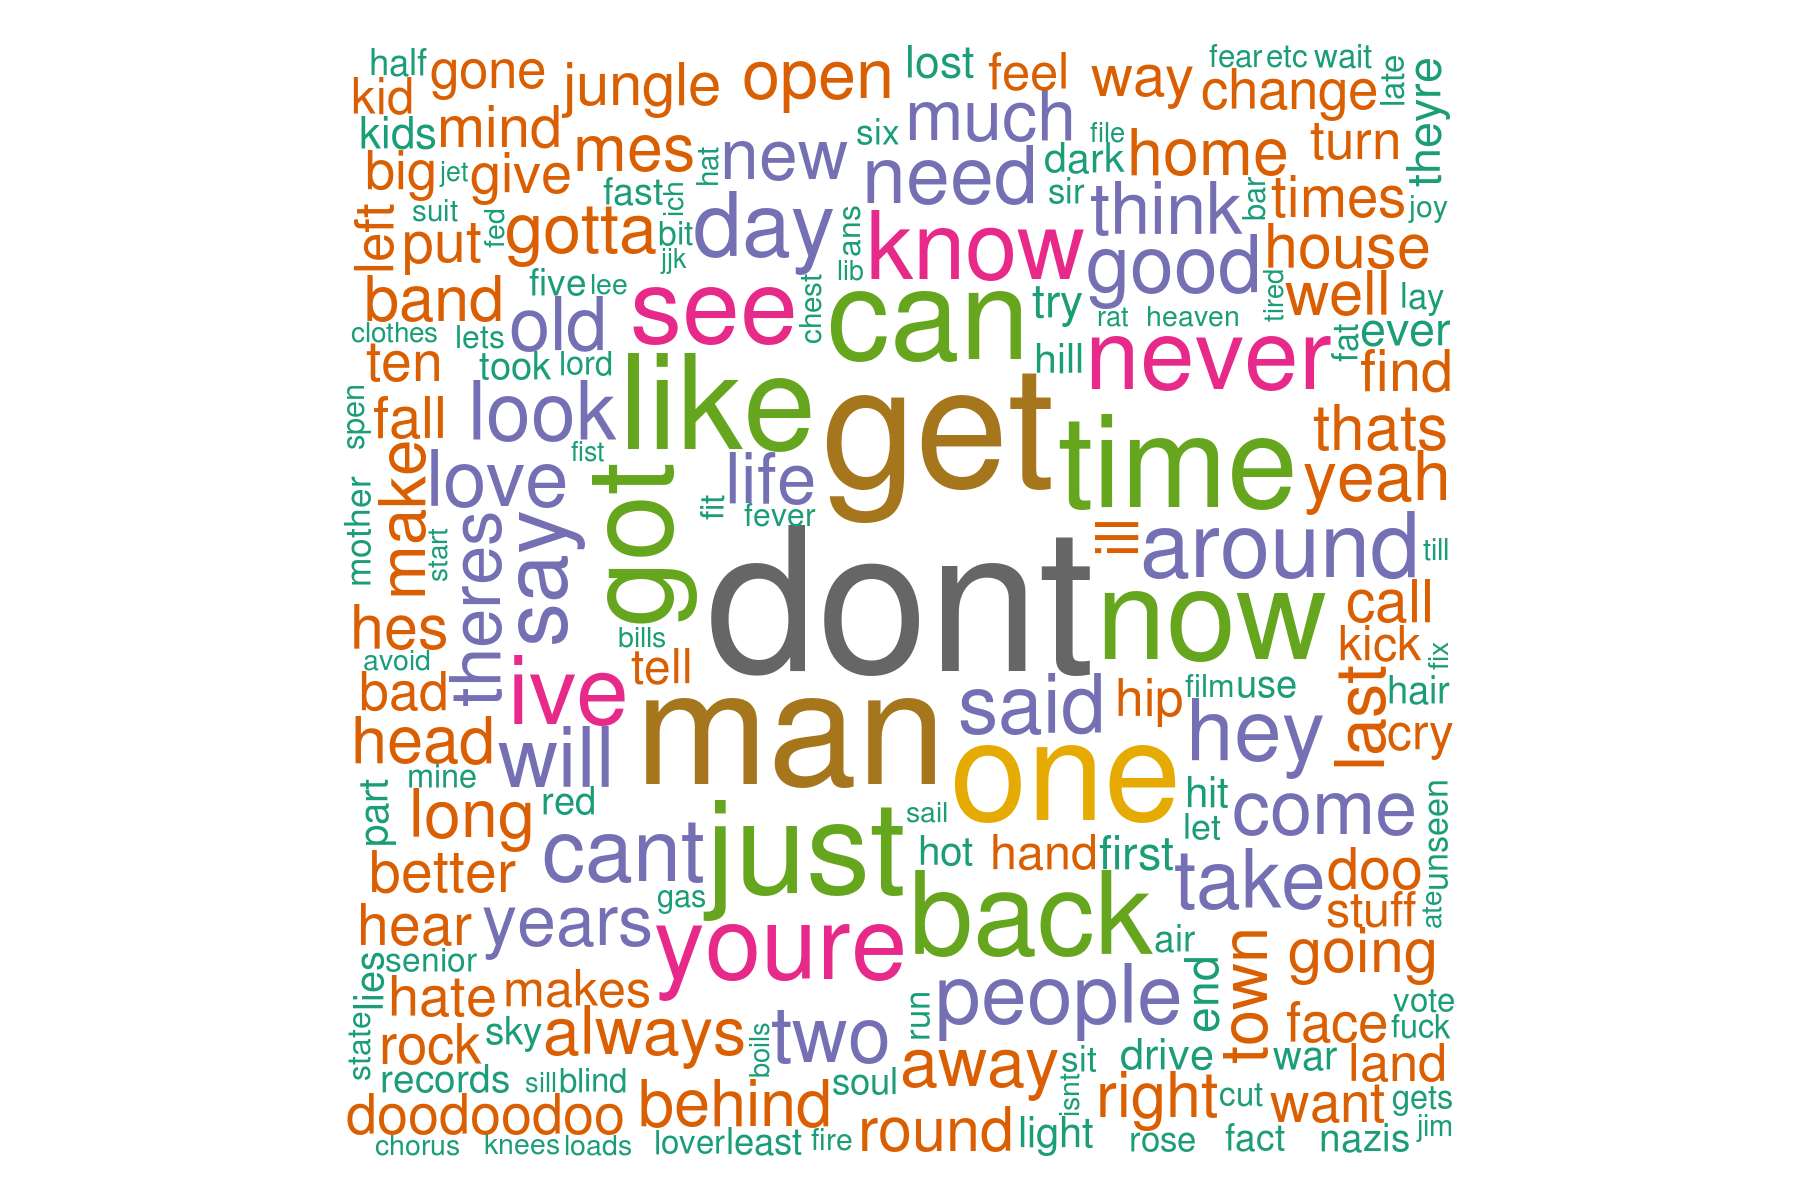 half gone jungle open lost feel way fear etc wait
kid change late theyre
kids mind mes six much file home turn
big jet give hat new need dark
fast ich sir think bar times joy
left suit put fed gotta bit day ans know house
jjk lib good
band five lee see chest can try tired well lay
clothes lets old rat heaven
ten took lord like hill never fat ever find
spen fall look get time thats
make fist love got life yeah
mother start theres say fit fever ill around till
dont now call
hes bills kick fix
avoid ive tell
bad man said hip film use last hair
head will one hey cry
mine hit
part long red just sail let come unseen
better cant hot hand first take doo
hear years gas youre back air stuff ate
senior town going
lies hate makes people end vote
state rock sky always boils two run face fuck
records sill blind soul away sit drive war land
doodoodoo behind isnt right cut want gets
chorus knees loads lover least fire round light rose fact nazis jim